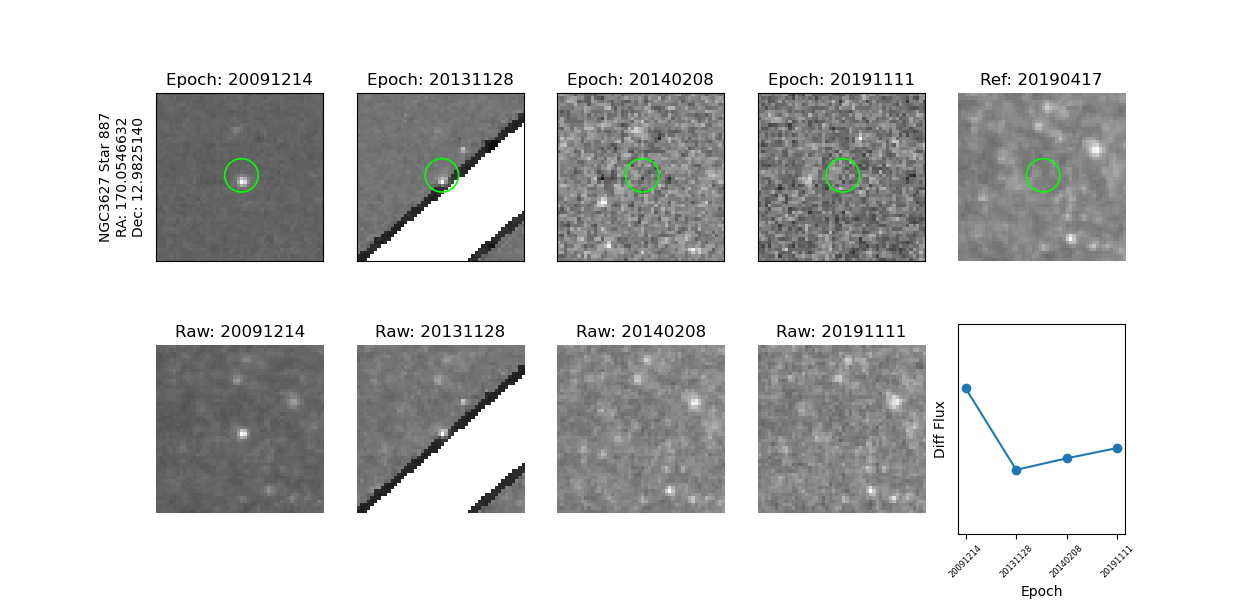 Epoch: 20091214
Epoch: 20131128
Epoch: 20140208
Epoch: 20191111
Ref: 20190417
NGC3627 Star 887
RA: 170.0546632
Dec: 12.9825140
Raw: 20091214
Raw: 20131128
Raw: 20140208
Raw: 20191111
Diff Flux
20091214
20131128
20140208
20191111
Epoch